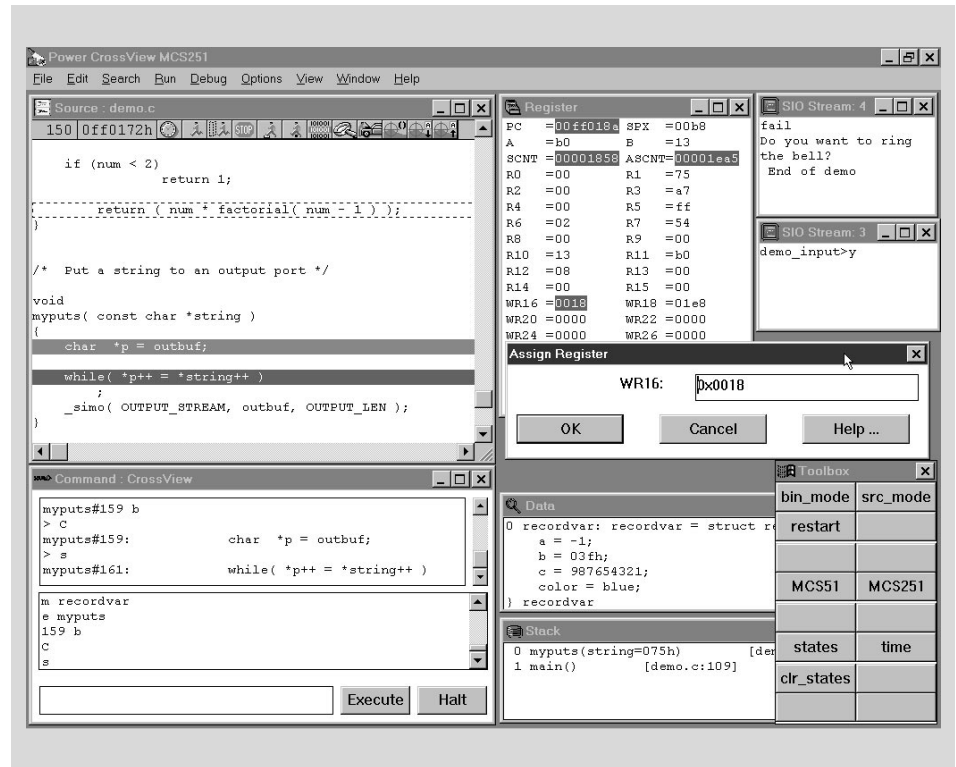 Power CrossView MCS251
File Edit Search Run Debug Options View Window Help
Source : demo.c
150 0ff0172h STOP
if (num < 2)
return 1;
return ( num * factorial( num - 1 ) );
}
/* Put a string to an output port */
void
myputs( const char *string )
{
char *p = outbuf;
while( *p++ = *string++ )
;
_simo( OUTPUT_STREAM, outbuf, OUTPUT_LEN );
}
Command : CrossView
myputs#159 b
> C
myputs#159: char *p = outbuf;
> s
myputs#161: while( *p++ = *string++ )
m recordvar
e myputs
159 b
C
s
Execute Halt
Register
PC =00ff018a SPX =00b8
A =b0 B =13
SCNT =00001858 ASCNT=00001ea5
R0 =00 R1 =75
R2 =00 R3 =a7
R4 =00 R5 =ff
R6 =02 R7 =54
R8 =00 R9 =00
R10 =13 R11 =b0
R12 =08 R13 =00
R14 =00 R15 =00
WR16 =0018 WR18 =01e8
WR20 =0000 WR22 =0000
WR24 =0000 WR26 =0000
SIO Stream: 4
fail
Do you want to ring
the bell?
End of demo
SIO Stream: 3
demo_input>y
Assign Register
WR16: 0x0018
OK Cancel Help ...
Data
0 recordvar: recordvar = struct re
a = -1;
b = 03fh;
c = 987654321;
color = blue;
} recordvar
Stack
0 myputs(string=075h) [dem
1 main() [demo.c:109]
Toolbox
bin_mode src_mode
restart
MCS51 MCS251
states time
clr_states